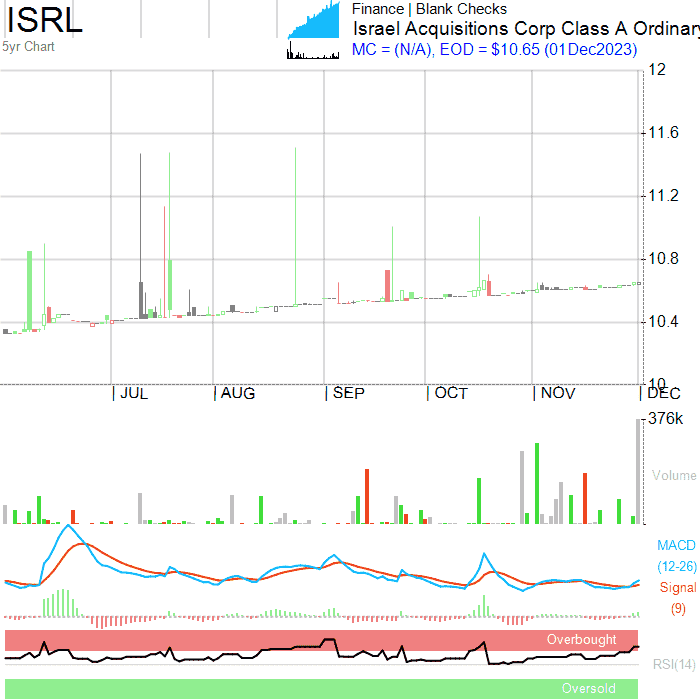 ISRL
5yr Chart
Finance | Blank Checks
Israel Acquisitions Corp Class A Ordinary
MC = (N/A), EOD = $10.65 (01Dec2023)
12
11.6
11.2
10.8
10.4
10
| JUL | AUG | SEP | OCT | NOV | DEC
376k
Volume
MACD
(12-26)
Signal
(9)
Overbought
RSI(14)
Oversold